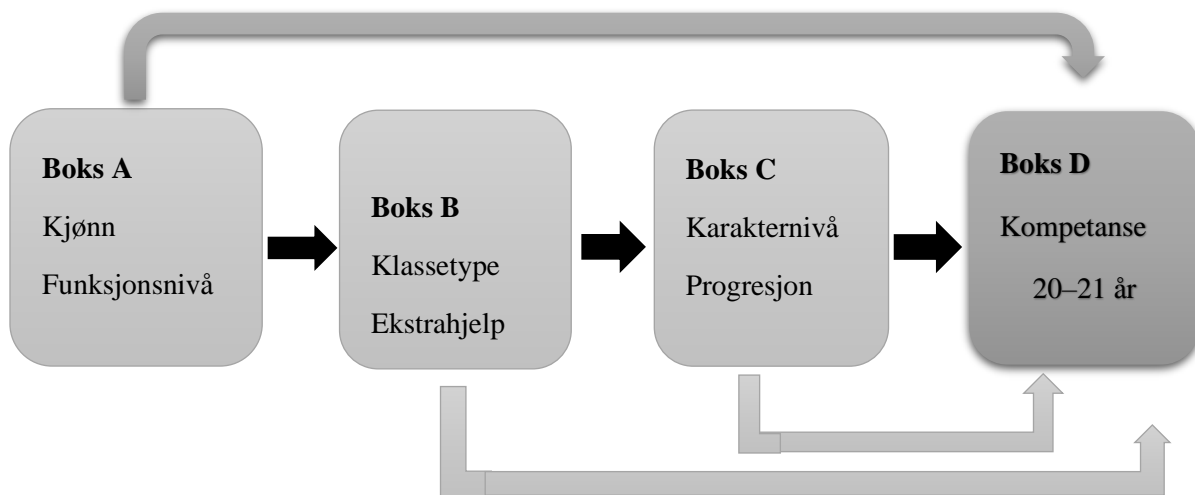 Boks A
Kjønn
Funksjonsnivå
Boks B
Klassetype
Ekstrahjelp
Boks C
Karakternivå
Progresjon
Boks D
Kompetanse
20–21 år